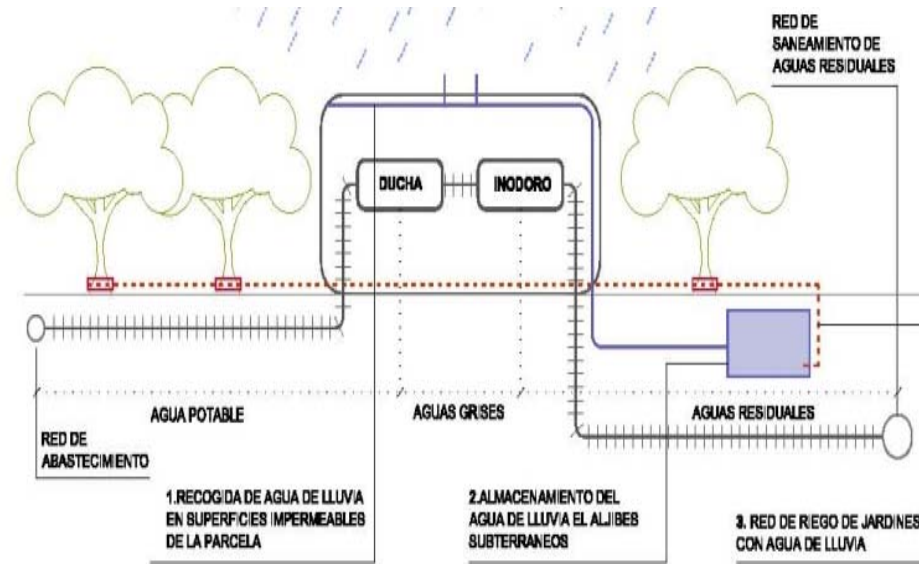 RED DE
SANEAMIENTO DE
AGUAS RESIDUALES
DUCHA
INODORO
AGUA POTABLE
AGUAS GRISES
AGUAS RESIDUALES
RED DE
ABASTECIMIENTO
1.RECOGIDA DE AGUA DE LLUVIA
EN SUPERFICIES IMPERMEABLES
DE LA PARCELA
2.ALMACENAMIENTO DEL
AGUA DE LLUVIA EL ALJIBES
SUBTERRANEOS
3. RED DE RIEGO DE JARDINES
CON AGUA DE LLUVIA